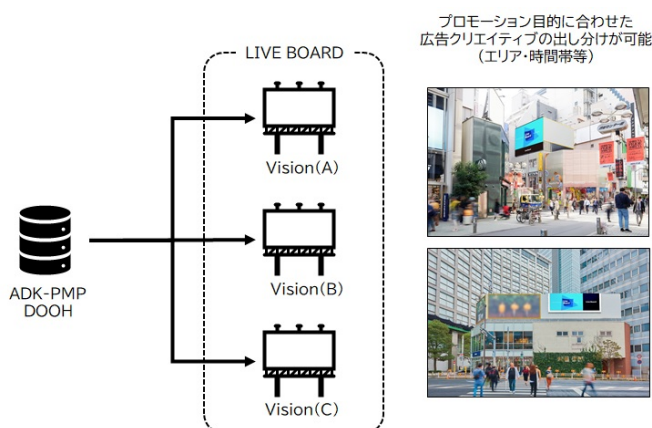 プロモーション目的に合わせた
広告クリエイティブの出し分けが可能
（エリア・時間帯等）
LIVE BOARD
Vision(A)
Vision(B)
Vision(C)
ADK-PMP
DOOH